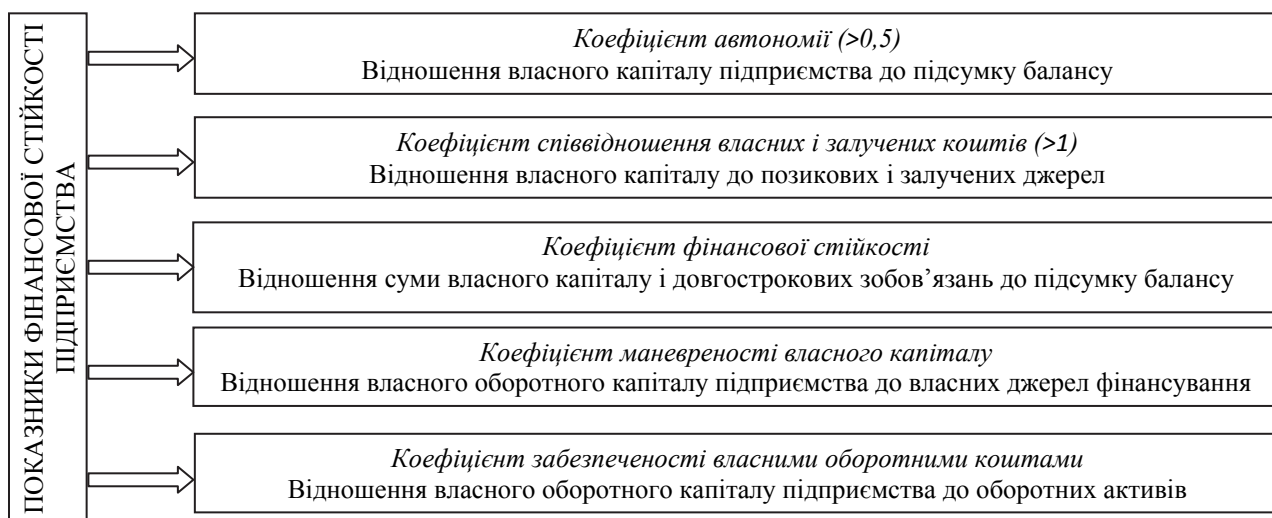 ПОКАЗНИКИ ФІНАНСОВОЇ СТІЙКОСТІ
ПІДПРИЄМСТВА
Коефіцієнт автономії (>0,5)
Відношення власного капіталу підприємства до підсумку балансу
Коефіцієнт співвідношення власних і залучених коштів (>1)
Відношення власного капіталу до позикових і залучених джерел
Коефіцієнт фінансової стійкості
Відношення суми власного капіталу і довгострокових зобов’язань до підсумку балансу
Коефіцієнт маневреності власного капіталу
Відношення власного оборотного капіталу підприємства до власних джерел фінансування
Коефіцієнт забезпеченості власними оборотними коштами
Відношення власного оборотного капіталу підприємства до оборотних активів